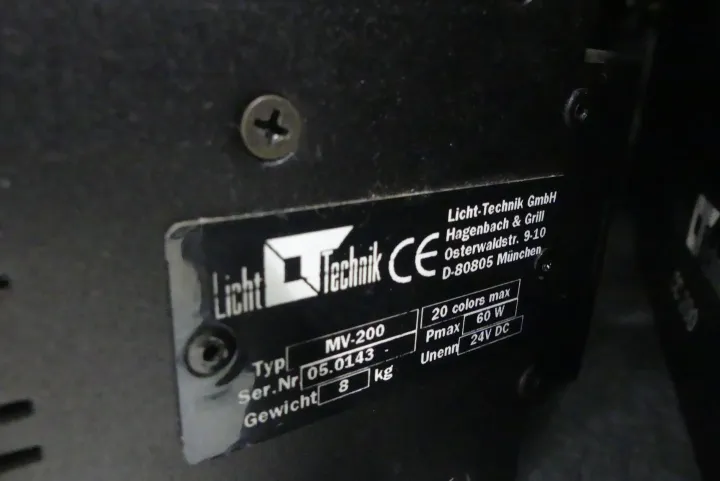 Licht Technik CE
Licht-Technik GmbH
Hagenbach & Grill
Osterwaldstr. 9-10
D-80805 München
Typ MV-200 20 colors max
Ser.Nr 05.0143 Pmax 60 W
Gewicht 8 kg Unenn 24V DC